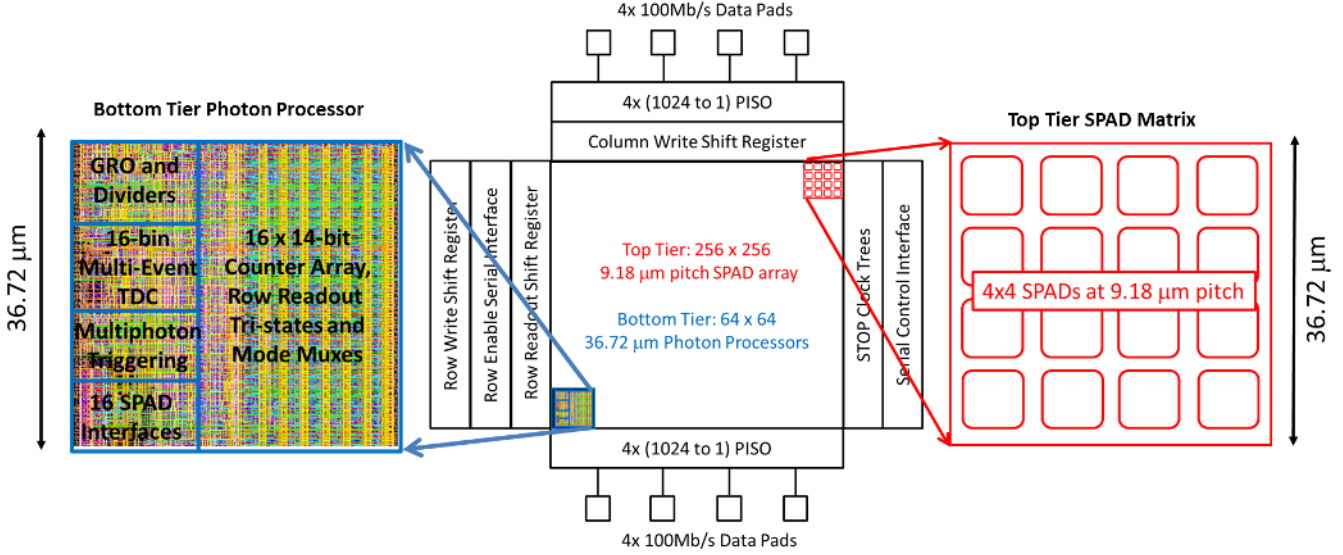 4x 100Mb/s Data Pads
Bottom Tier Photon Processor
4x (1024 to 1) PISO
Column Write Shift Register
Top Tier SPAD Matrix
36.72 μm
GRO and
Dividers
16-bin
Multi-Event
TDC
Multiphoton
Triggering
16 SPAD
Interfaces
16 x 14-bit
Counter Array,
Row Readout
Tri-states and
Mode Muxes
Row Write Shift Register
Row Enable Serial Interface
Row Readout Shift Register
Top Tier: 256 x 256
9.18 μm pitch SPAD array
Bottom Tier: 64 x 64
36.72 μm Photon Processors
STOP Clock Trees
Serial Control Interface
4x4 SPADs at 9.18 μm pitch
36.72 μm
4x (1024 to 1) PISO
4x 100Mb/s Data Pads